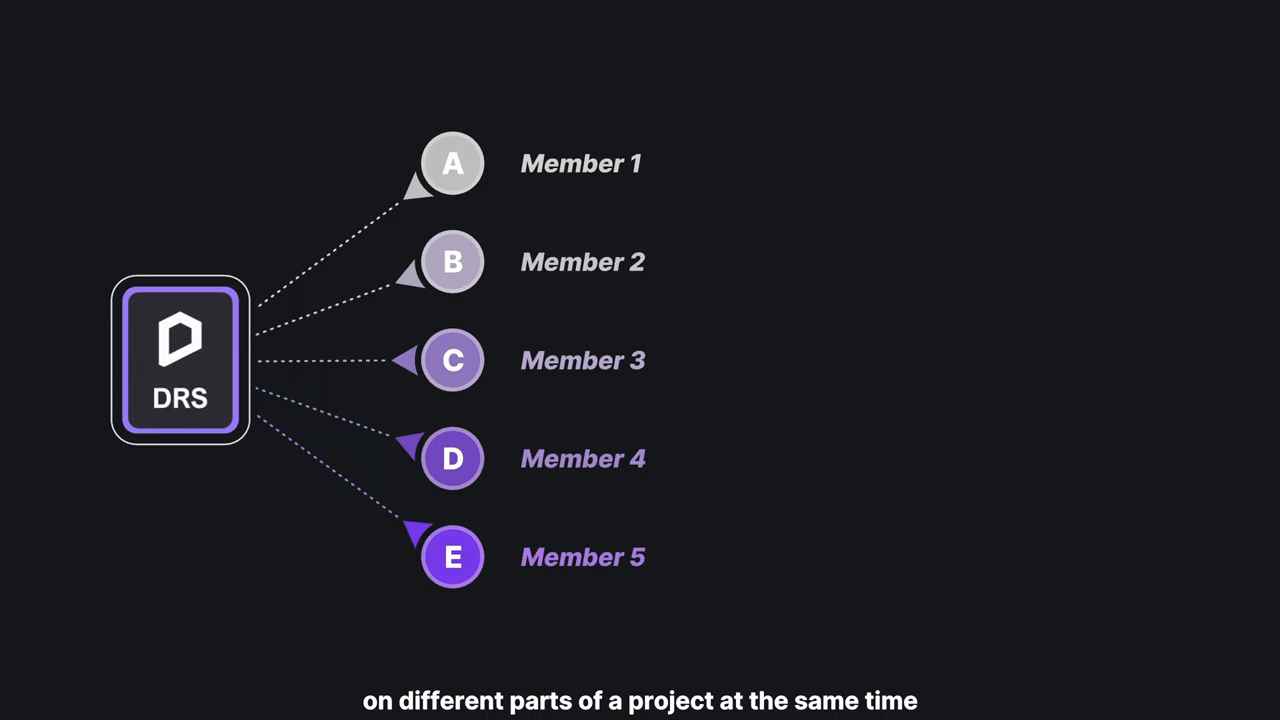 A Member 1
B Member 2
C Member 3
DRS
D Member 4
E Member 5
on different parts of a project at the same time